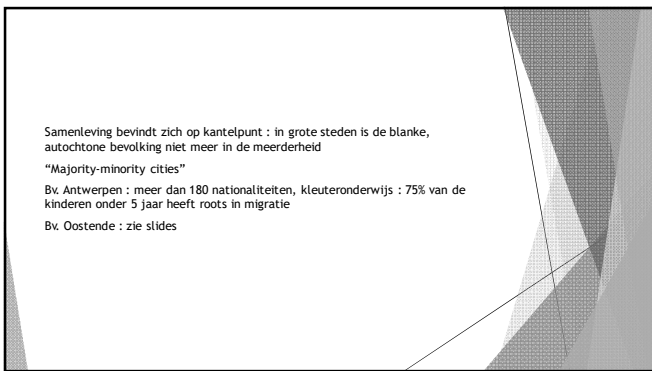 Samenleving bevindt zich op kantelpunt : in grote steden is de blanke,
autochtone bevolking niet meer in de meerderheid
“Majority-minority cities”
Bv. Antwerpen : meer dan 180 nationaliteiten, kleuteronderwijs : 75% van de
kinderen onder 5 jaar heeft roots in migratie
Bv. Oostende : zie slides